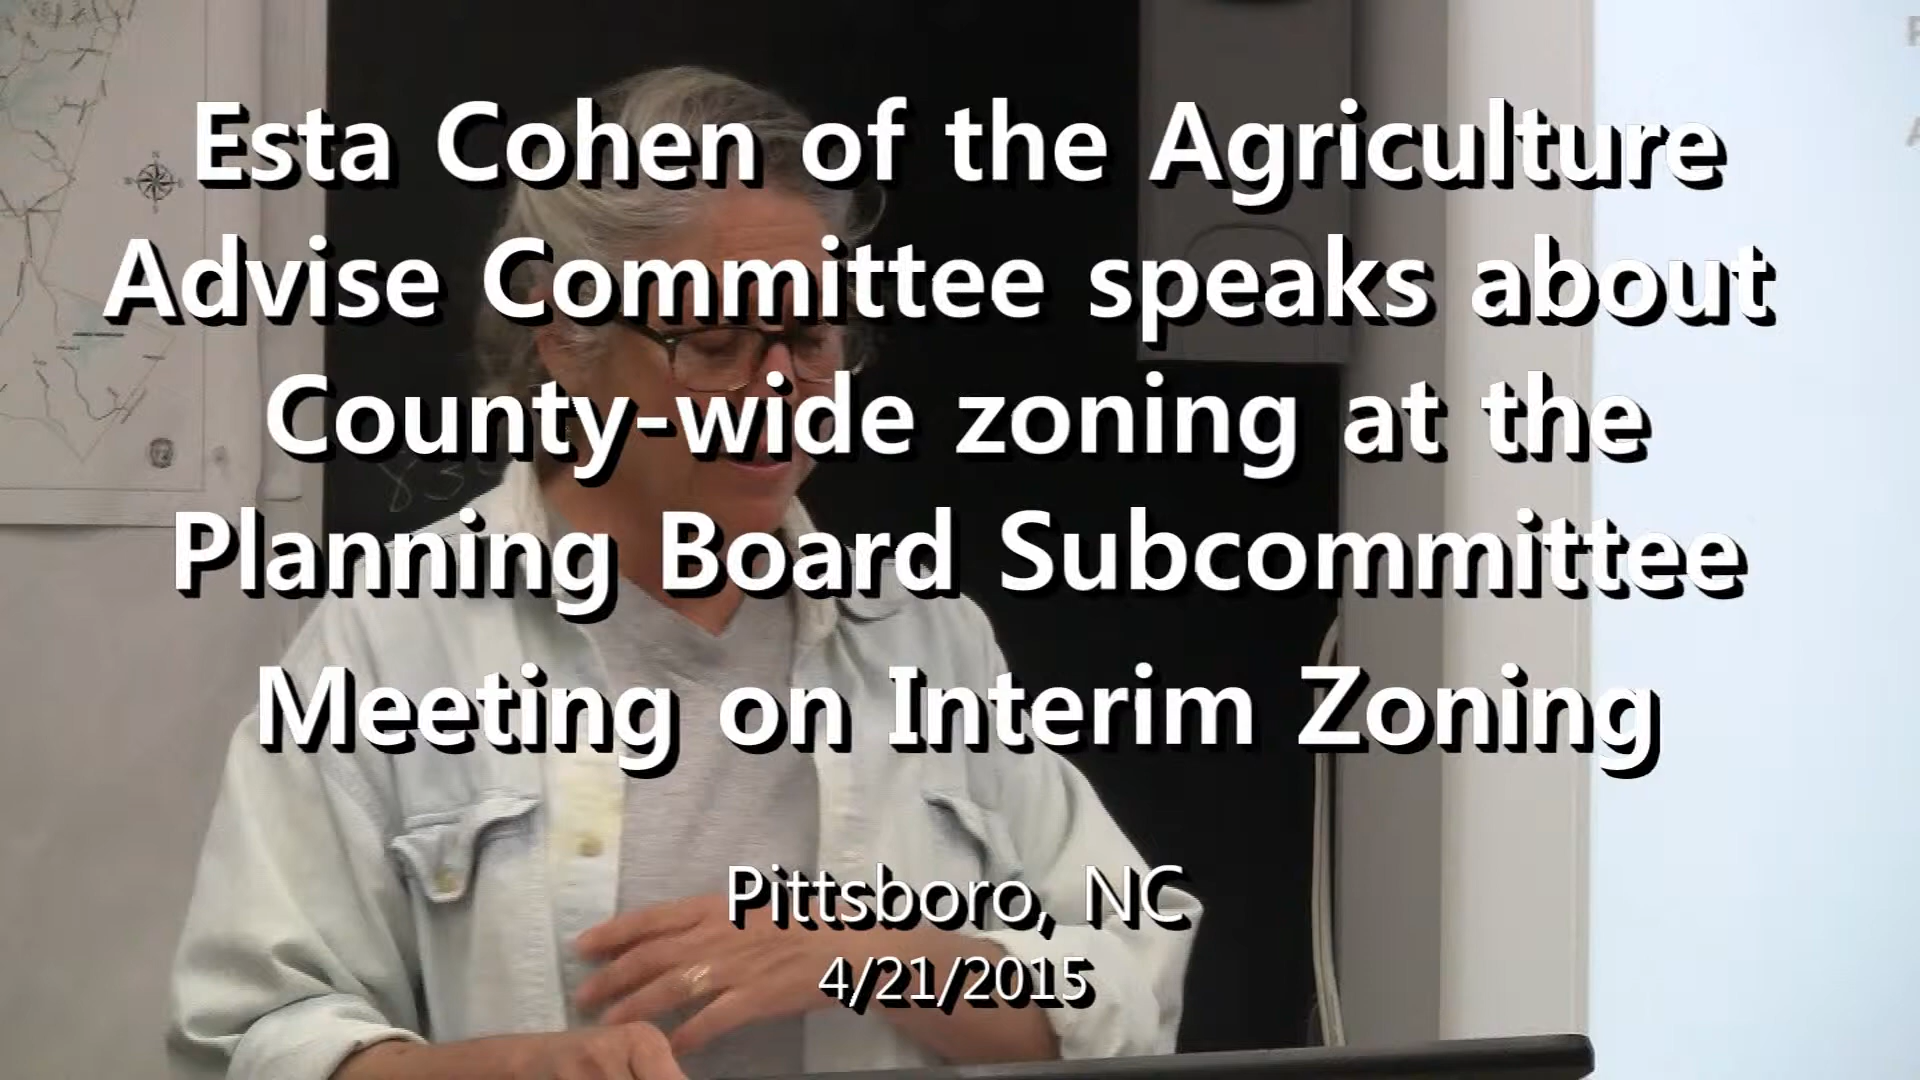 Esta Cohen of the Agriculture
Advise Committee speaks about
County-wide zoning at the
Planning Board Subcommittee
Meeting on Interim Zoning
Pittsboro, NC
4/21/2015